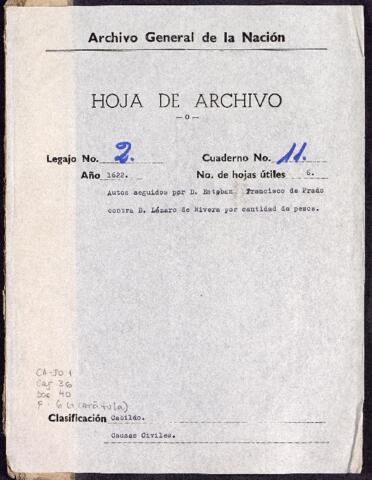 Archivo General de la Nación
HOJA DE ARCHIVO
—o—
Legajo No. 2. Cuaderno No. 11.
Año 1622. No. de hojas útiles 6.
Autos seguidos por D. Esteban Francisco de Prado
contra D. Lázaro de Rivera por cantidad de pesos.
CA-JO 1
Caj 36
Doc 40
F. 6 (+ carátula)
Clasificación Cabildo.
Causas Civiles.